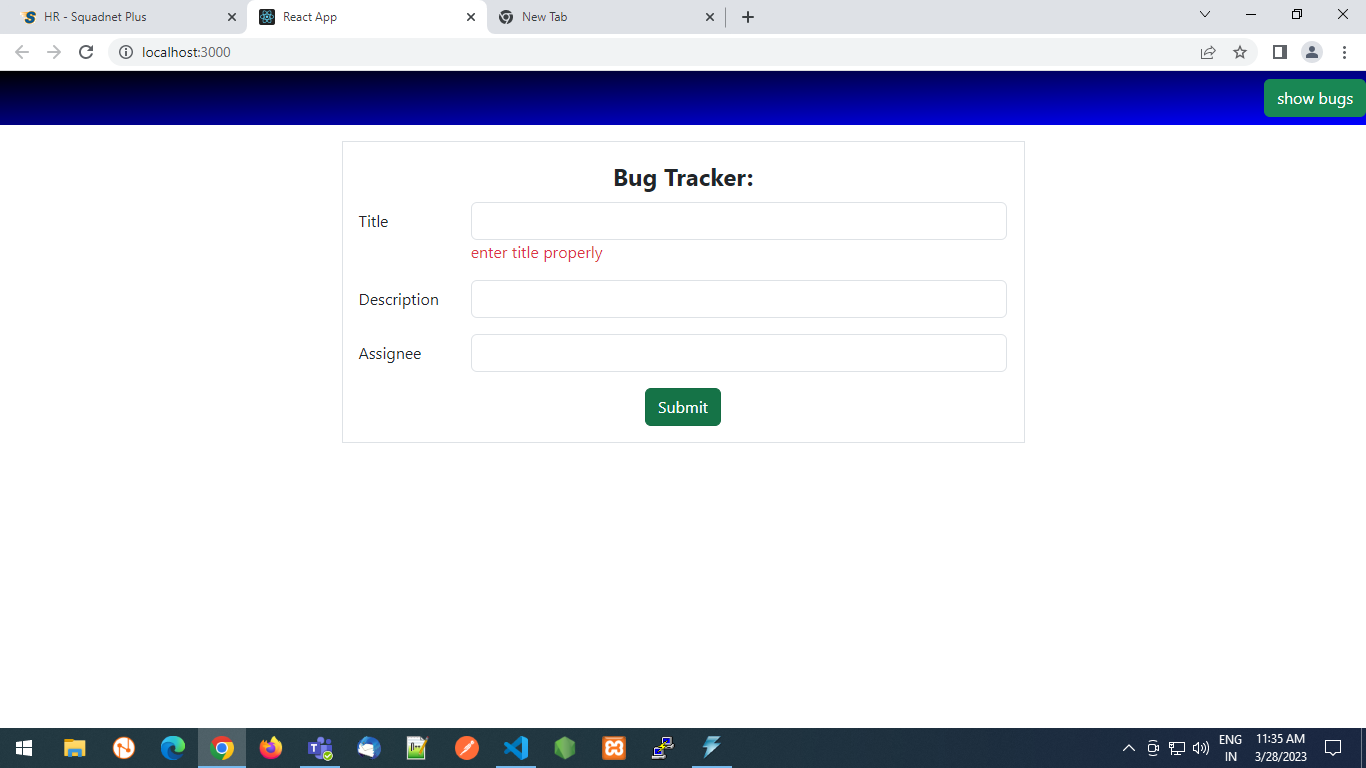 HR - Squadnet Plus
React App
New Tab
localhost:3000
show bugs
Bug Tracker:
Title
enter title properly
Description
Assignee
Submit
ENG
IN
11:35 AM
3/28/2023